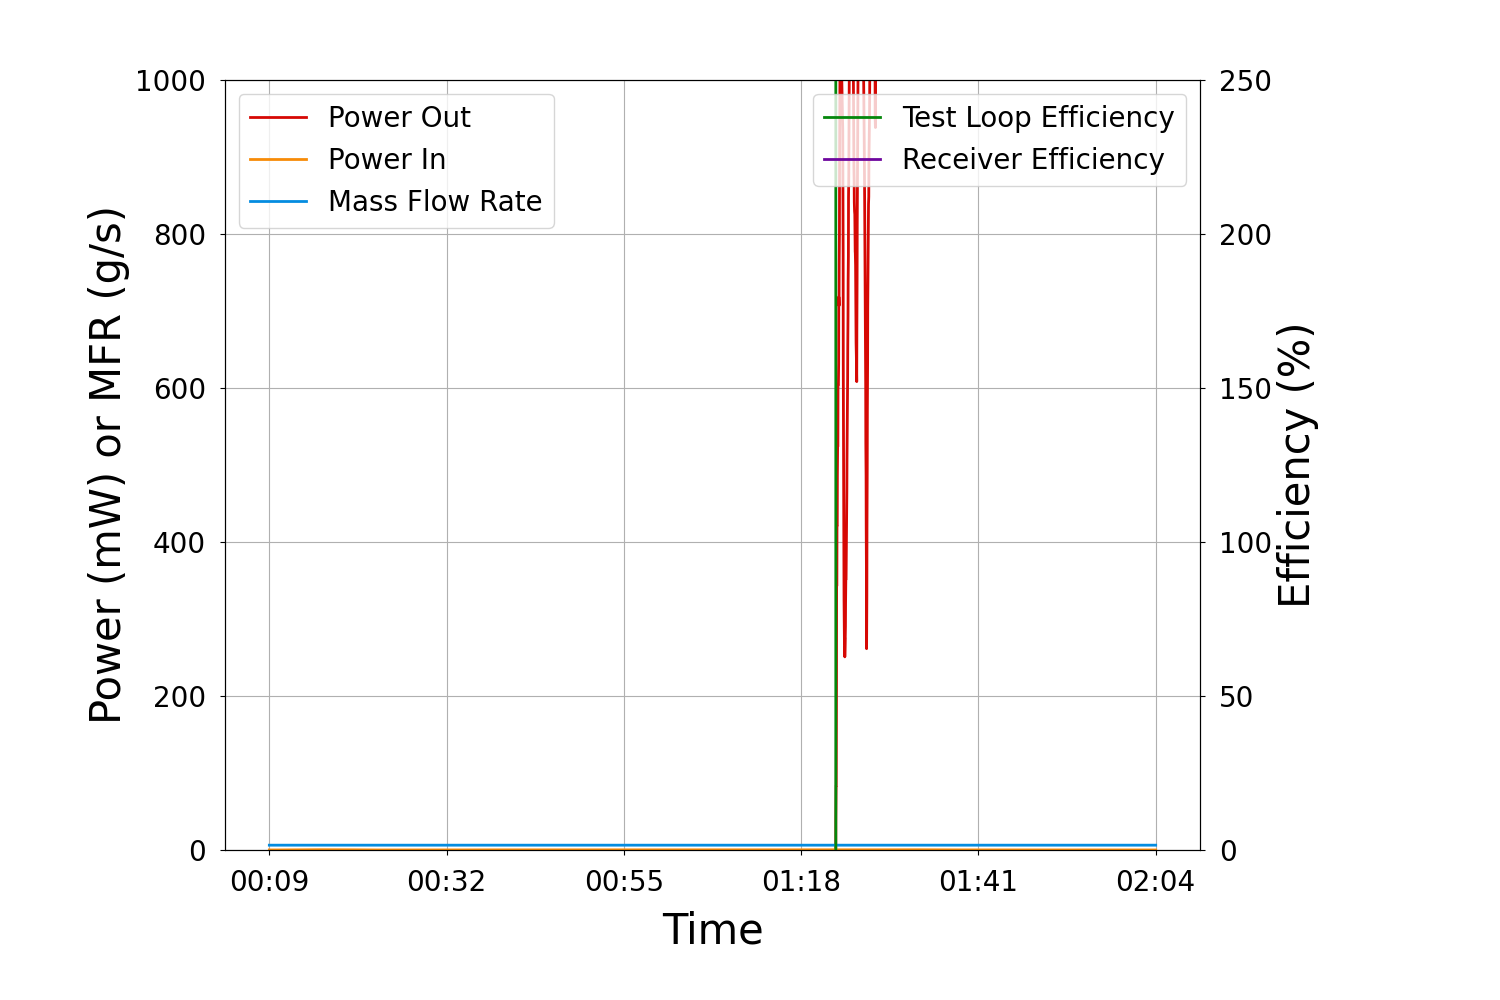 1000
800
600
400
200
0
Power (mW) or MFR (g/s)
Power Out
Power In
Mass Flow Rate
Test Loop Efficiency
Receiver Efficiency
250
200
150
100
50
0
Efficiency (%)
00:09 00:32 00:55 01:18 01:41 02:04
Time